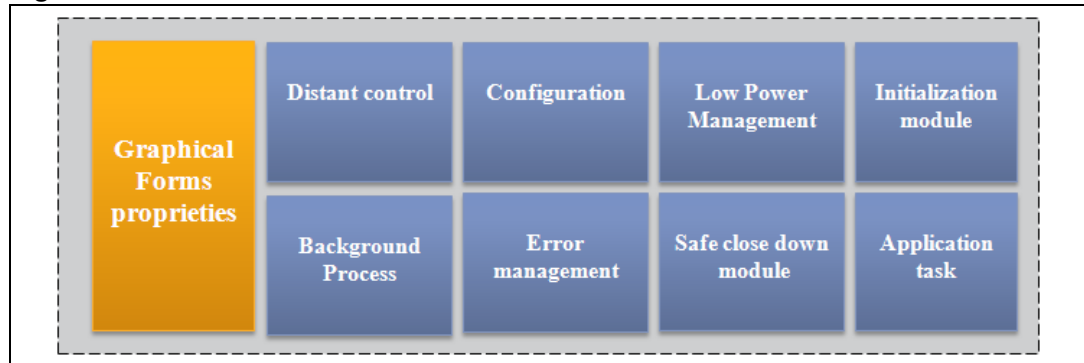 Graphical
Forms
proprieties
Distant control
Configuration
Low Power
Management
Initialization
module
Background
Process
Error
management
Safe close down
module
Application
task